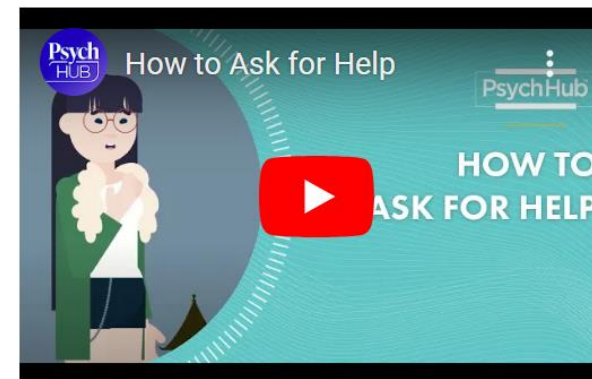 Psych
HUB
How to Ask for Help
PsychHub
HOW TO
ASK FOR HELP